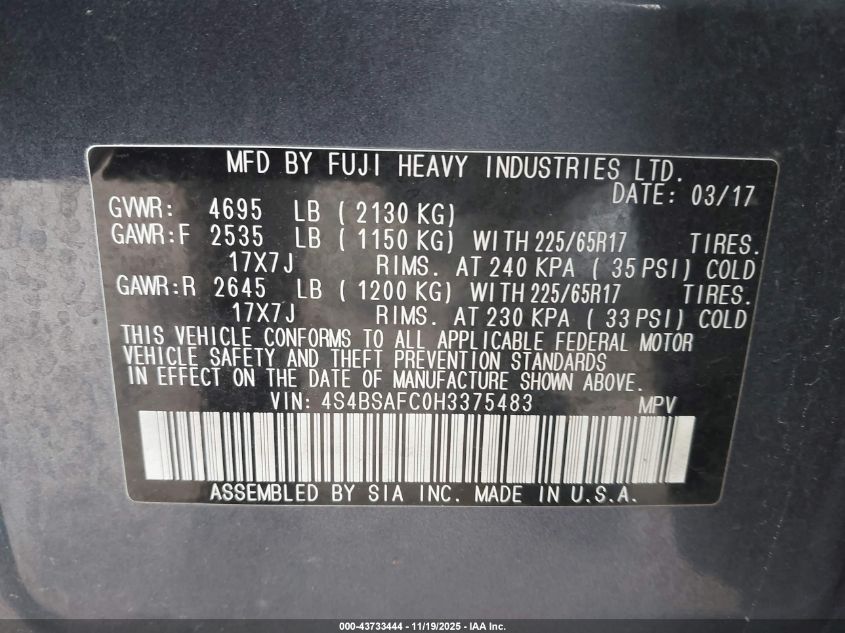 MFD BY FUJI HEAVY INDUSTRIES LTD.
DATE: 03/17
GVWR: 4695 LB ( 2130 KG)
GAWR:F 2535 LB ( 1150 KG) WITH 225/65R17 TIRES.
17X7J RIMS. AT 240 KPA ( 35 PSI) COLD
GAWR:R 2645 LB ( 1200 KG) WITH 225/65R17 TIRES.
17X7J RIMS. AT 230 KPA ( 33 PSI) COLD
THIS VEHICLE CONFORMS TO ALL APPLICABLE FEDERAL MOTOR
VEHICLE SAFETY AND THEFT PREVENTION STANDARDS
IN EFFECT ON THE DATE OF MANUFACTURE SHOWN ABOVE.
VIN: 4S4BSAFC0H3375483 MPV
ASSEMBLED BY SIA INC. MADE IN U.S.A.
000-43733444 - 11/19/2025 - IAA Inc.